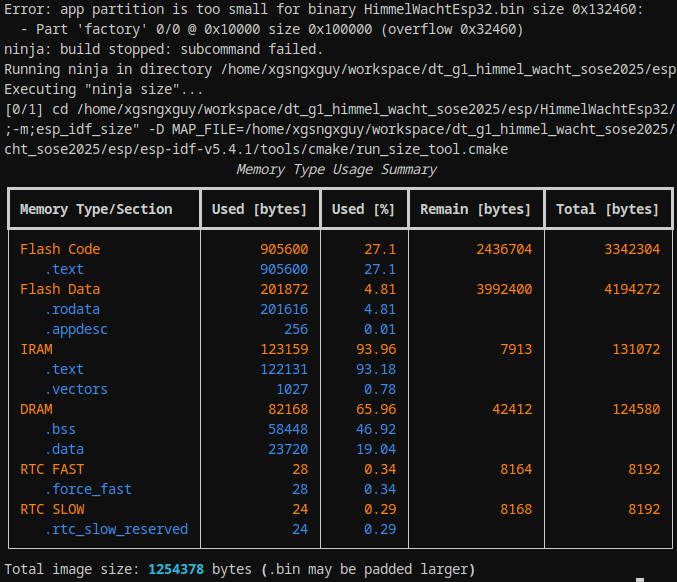 Error: app partition is too small for binary HimmelWachtEsp32.bin size 0x132460:
- Part 'factory' 0/0 @ 0x10000 size 0x100000 (overflow 0x32460)
ninja: build stopped: subcommand failed.
Running ninja in directory /home/xgsngxguy/workspace/dt_g1_himmel_wacht_sose2025/esp
Executing "ninja size"...
[0/1] cd /home/xgsngxguy/workspace/dt_g1_himmel_wacht_sose2025/esp/HimmelWachtEsp32/
;-m;esp_idf_size" -D MAP_FILE=/home/xgsngxguy/workspace/dt_g1_himmel_wacht_sose2025/
cht_sose2025/esp/esp-idf-v5.4.1/tools/cmake/run_size_tool.cmake
Memory Type Usage Summary
Memory Type/Section Used [bytes] Used [%] Remain [bytes] Total [bytes]
Flash Code 905600 27.1 2436704 3342304
.text 905600 27.1
Flash Data 201872 4.81 3992400 4194272
.rodata 201616 4.81
.appdesc 256 0.01
IRAM 123159 93.96 7913 131072
.text 122131 93.18
.vectors 1027 0.78
DRAM 82168 65.96 42412 124580
.bss 58448 46.92
.data 23720 19.04
RTC FAST 28 0.34 8164 8192
.force_fast 28 0.34
RTC SLOW 24 0.29 8168 8192
.rtc_slow_reserved 24 0.29
Total image size: 1254378 bytes (.bin may be padded larger)